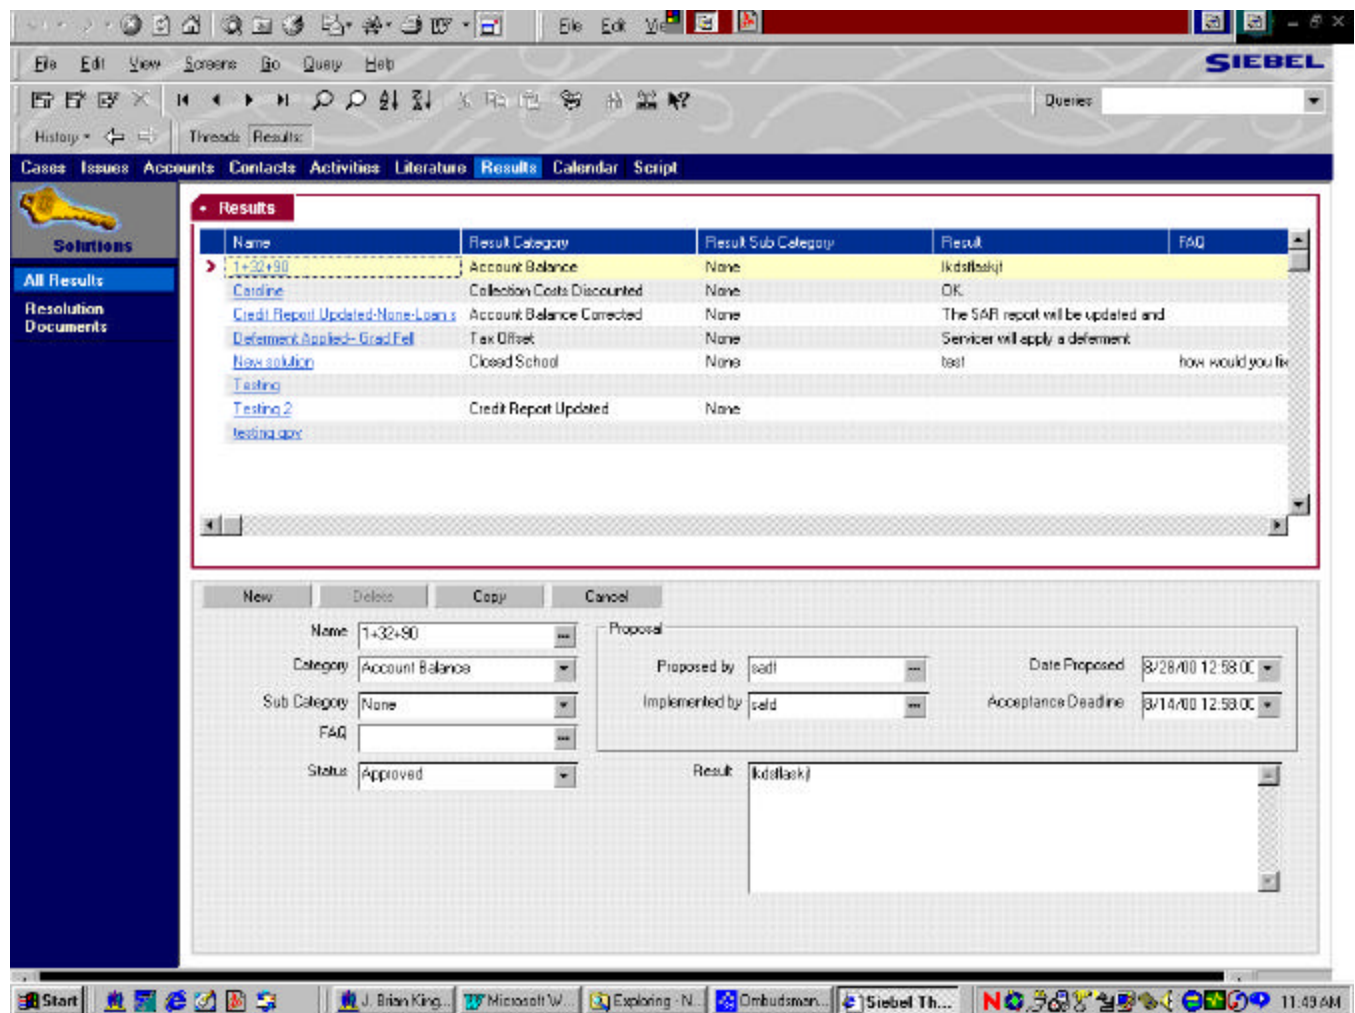 File Edit Vie
File Edit View Screens Go Query Help
SIEBEL
Queries
History Threads Results:
Cases Issues Accounts Contacts Activities Literature Results Calendar Script
Solutions
All Results
Resolution
Documents
Results
Name Result Category Result Sub Category Result FAQ
1+32+90 Account Balance None lkdsflaskjf
Caroline Collection Costs Discounted None OK.
Credit Report Updated-None-Loan s Account Balance Corrected None The SAR report will be updated and
Deferment Applied-- Grad Fell Tax Offset None Servicer will apply a deferment
New solution Closed School None test how would you fix
Testing
Testing 2 Credit Report Updated None
testing qpv
New Delete Copy Cancel
Name 1+32+90
Category Account Balance
Sub Category None
FAQ
Status Approved
Proposal
Proposed by sadf Date Proposed 8/28/00 12:58:00
Implemented by Acceptance Deadline 8/14/00 12:58:00
Result lkdsflaskjf
Start J. Brian King... Microsoft W... Exploring - N... Ombudsman... Siebel Th... 11:49 AM